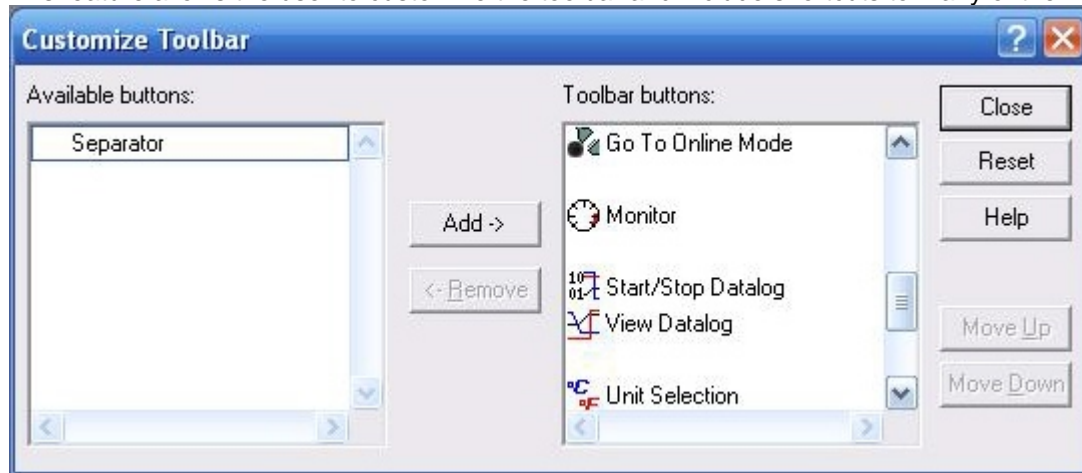 Customize Toolbar
Available buttons:
Separator
Add ->
<- Remove
Toolbar buttons:
Go To Online Mode
Monitor
Start/Stop Datalog
View Datalog
Unit Selection
Close
Reset
Help
Move Up
Move Down